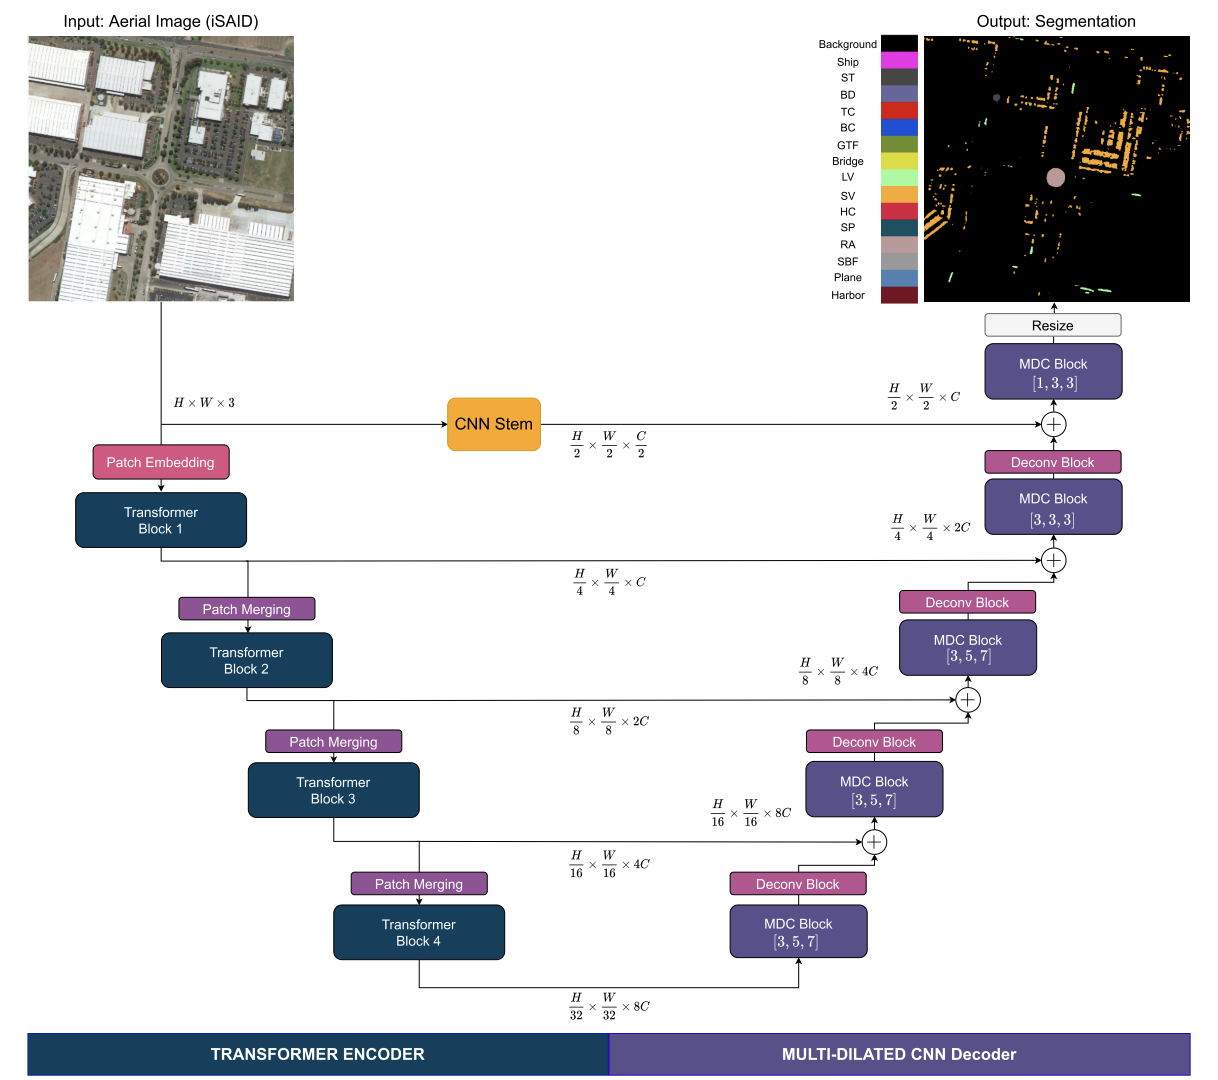 Input: Aerial Image (iSAID)
Output: Segmentation
Background
Ship
ST
BD
TC
BC
GTF
Bridge
LV
SV
HC
SP
RA
SBF
Plane
Harbor
Resize
MDC Block
[1, 3, 3]
H × W × 3
H/2 × W/2 × C
CNN Stem
H/2 × W/2 × C/2
Patch Embedding
Deconv Block
Transformer
Block 1
MDC Block
[3, 3, 3]
H/4 × W/4 × 2C
H/4 × W/4 × C
Patch Merging
Deconv Block
Transformer
Block 2
MDC Block
[3, 5, 7]
H/8 × W/8 × 4C
H/8 × W/8 × 2C
Patch Merging
Deconv Block
Transformer
Block 3
MDC Block
[3, 5, 7]
H/16 × W/16 × 8C
H/16 × W/16 × 4C
Patch Merging
Deconv Block
Transformer
Block 4
MDC Block
[3, 5, 7]
H/32 × W/32 × 8C
TRANSFORMER ENCODER
MULTI-DILATED CNN Decoder